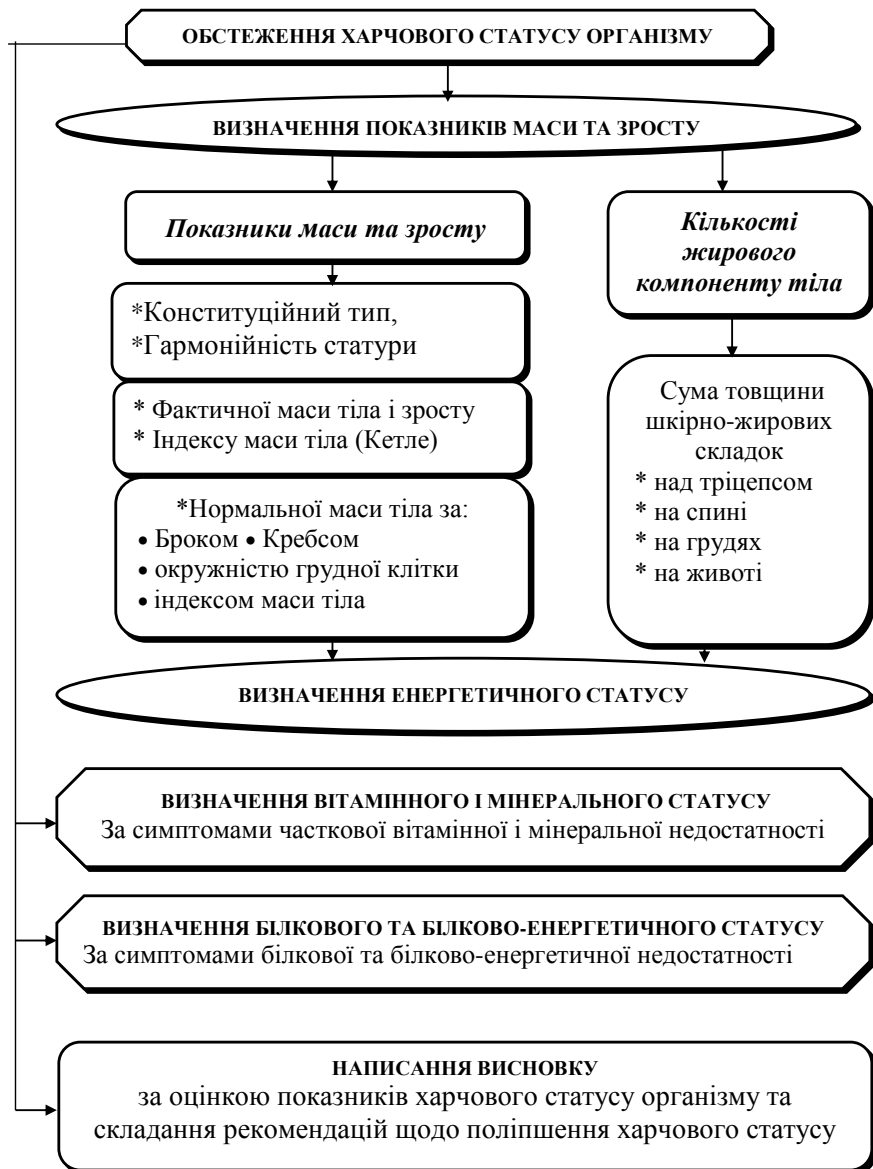 ОБСТЕЖЕННЯ ХАРЧОВОГО СТАТУСУ ОРГАНІЗМУ
ВИЗНАЧЕННЯ ПОКАЗНИКІВ МАСИ ТА ЗРОСТУ
Показники маси та зросту
*Конституційний тип,
*Гармонійність статури
* Фактичної маси тіла і зросту
* Індексу маси тіла (Кетле)
*Нормальної маси тіла за:
• Броком • Кребсом
• окружністю грудної клітки
• індексом маси тіла
Кількості
жирового
компоненту тіла
Сума товщини
шкірно-жирових
складок
* над тріцепсом
* на спині
* на грудях
* на животі
ВИЗНАЧЕННЯ ЕНЕРГЕТИЧНОГО СТАТУСУ
ВИЗНАЧЕННЯ ВІТАМІННОГО І МІНЕРАЛЬНОГО СТАТУСУ
За симптомами часткової вітамінної і мінеральної недостатності
ВИЗНАЧЕННЯ БІЛКОВОГО ТА БІЛКОВО-ЕНЕРГЕТИЧНОГО СТАТУСУ
За симптомами білкової та білково-енергетичної недостатності
НАПИСАННЯ ВИСНОВКУ
за оцінкою показників харчового статусу організму та
складання рекомендацій щодо поліпшення харчового статусу